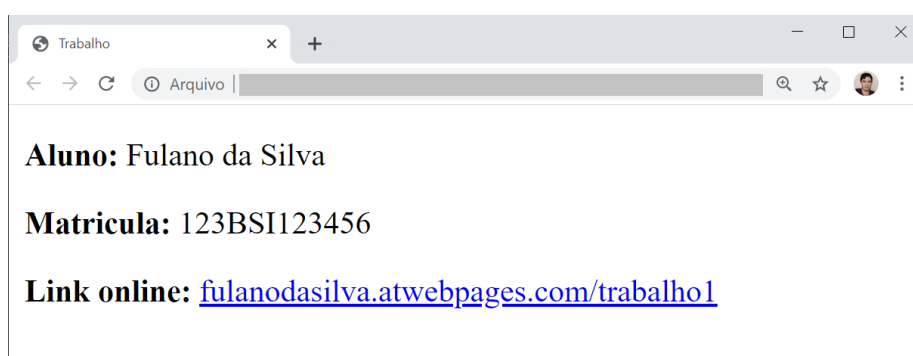 Trabalho
Arquivo
Aluno: Fulano da Silva
Matricula: 123BSI123456
Link online: fulanodasilva.atwebpages.com/trabalho1